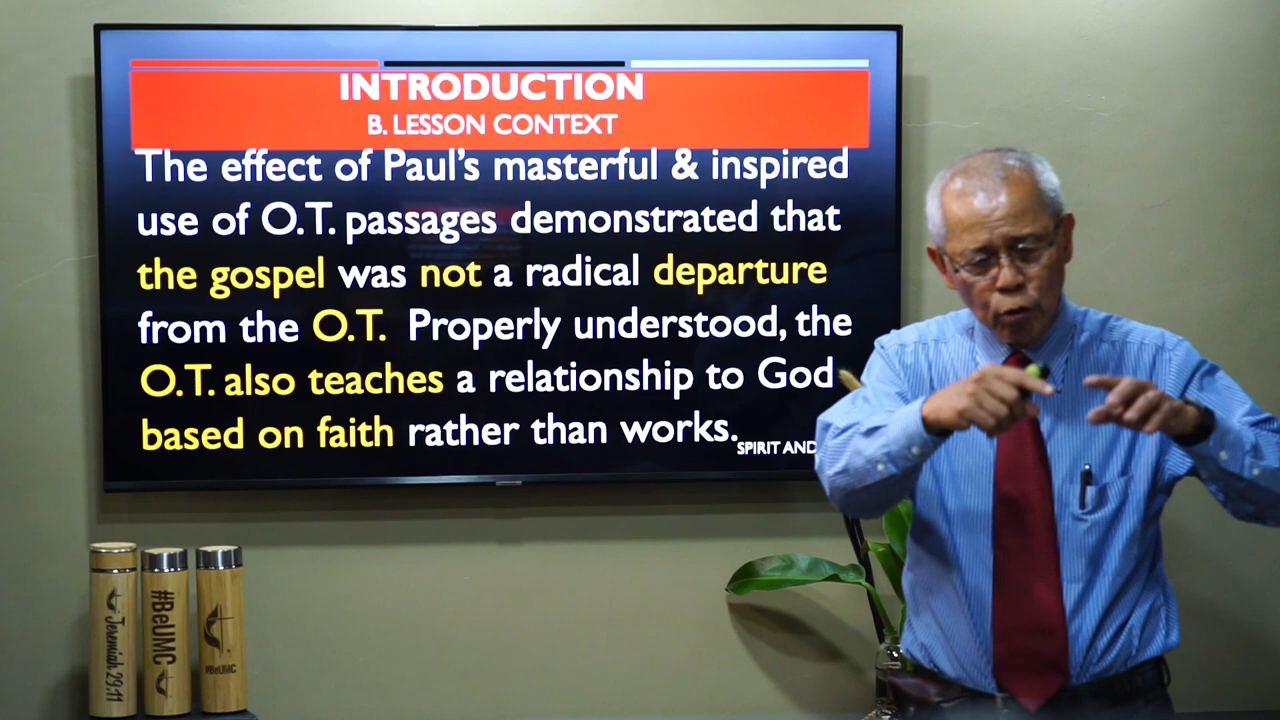 INTRODUCTION
B. LESSON CONTEXT
The effect of Paul's masterful & inspired
use of O.T. passages demonstrated that
the gospel was not a radical departure
from the O.T. Properly understood, the
O.T. also teaches a relationship to God
based on faith rather than works.
SPIRIT AND
Jeremiah 29:11
#BeUMC
#BeUMC